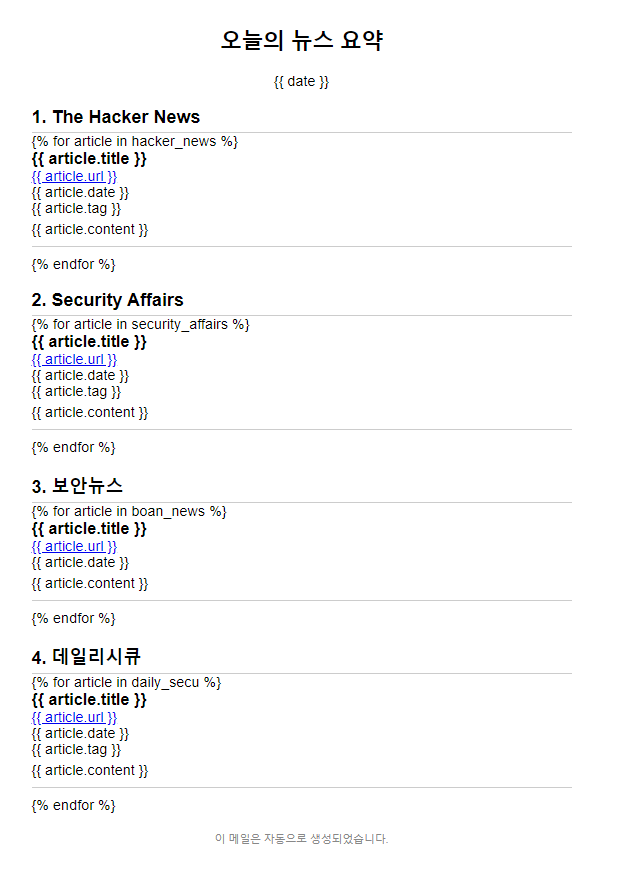 오늘의 뉴스 요약
{{ date }}
1. The Hacker News
{% for article in hacker_news %}
{{ article.title }}
{{ article.url }}
{{ article.date }}
{{ article.tag }}
{{ article.content }}
{% endfor %}
2. Security Affairs
{% for article in security_affairs %}
{{ article.title }}
{{ article.url }}
{{ article.date }}
{{ article.tag }}
{{ article.content }}
{% endfor %}
3. 보안뉴스
{% for article in boan_news %}
{{ article.title }}
{{ article.url }}
{{ article.date }}
{{ article.content }}
{% endfor %}
4. 데일리시큐
{% for article in daily_secu %}
{{ article.title }}
{{ article.url }}
{{ article.date }}
{{ article.tag }}
{{ article.content }}
{% endfor %}
이 메일은 자동으로 생성되었습니다.